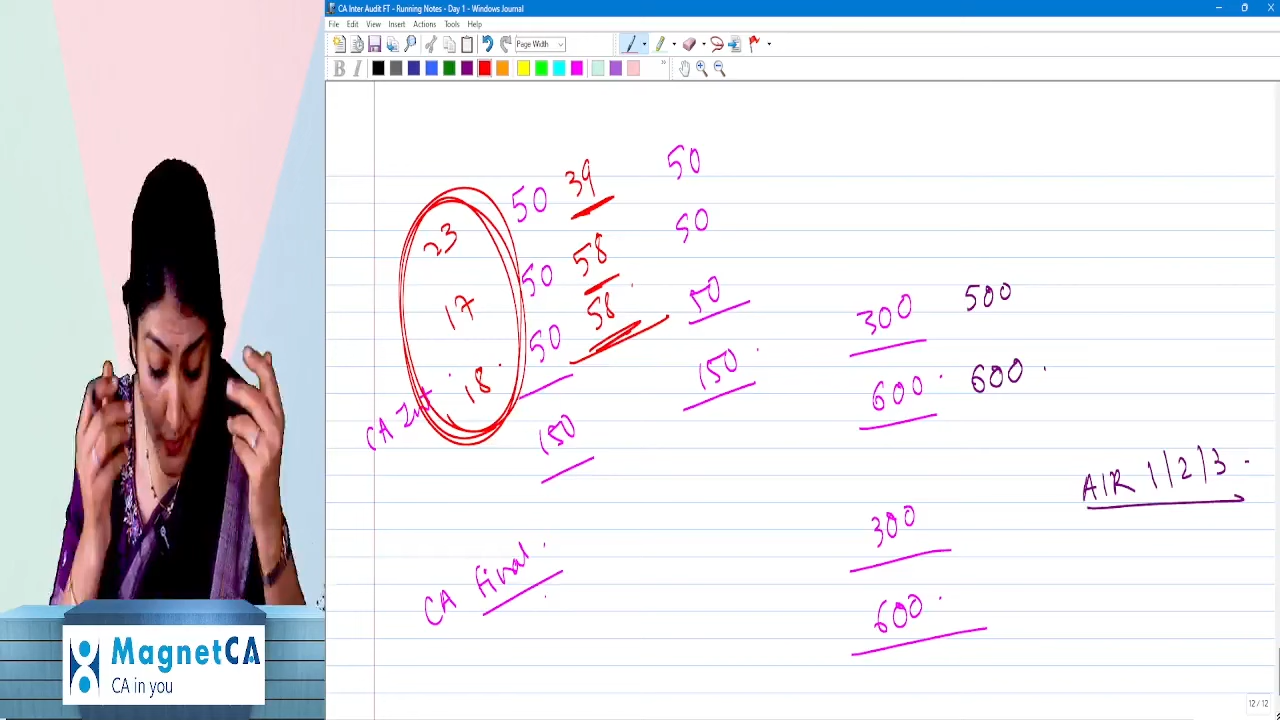 CA Inter Audit FT - Running Notes - Day 1 - Windows Journal
File Edit View Insert Actions Tools Help
Page Width
B I
23
17
18
CA Int
50 39
50 58
50 58
150
50
50
50
150
300 500
600 600
AIR 1/2/3
CA final
300
600
MagnetCA
CA in you
12 / 12